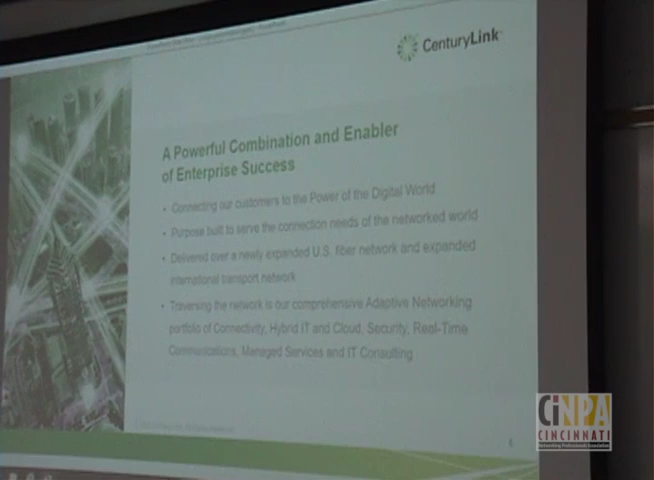 CenturyLink
A Powerful Combination and Enabler
of Enterprise Success
• Connecting our customers to the Power of the Digital World
• Purpose built to serve the connection needs of the networked world
• Delivered over a newly expanded U.S. fiber network and expanded
international transport network
• Traversing the network is our comprehensive Adaptive Networking
portfolio of Connectivity, Hybrid IT and Cloud, Security, Real-Time
Communications, Managed Services and IT Consulting
CiNPA
CINCINNATI
Networking Professionals Association